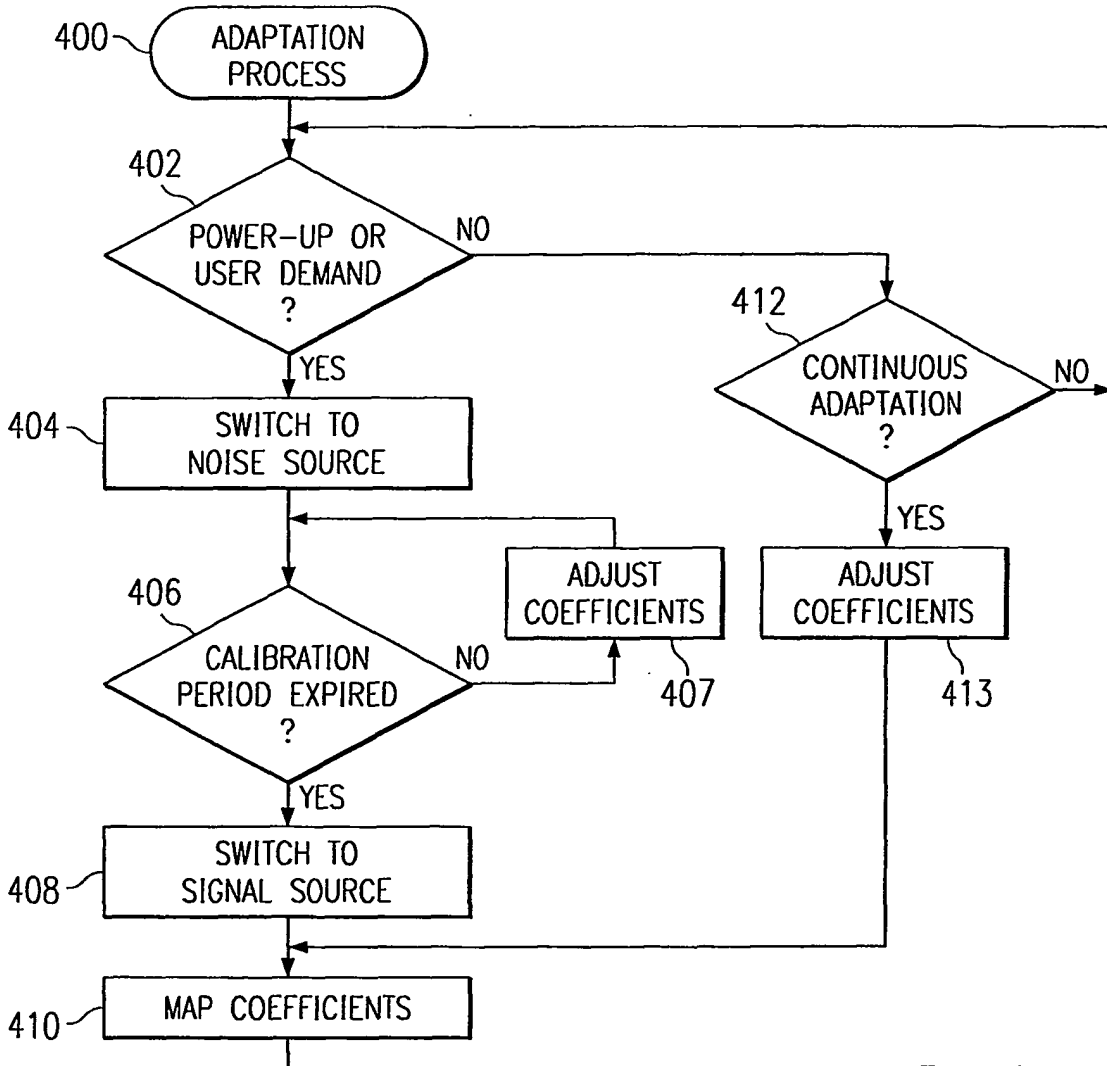 400
ADAPTATION
PROCESS
402
POWER-UP OR
USER DEMAND
?
NO
YES
412
CONTINUOUS
ADAPTATION
?
NO
YES
404
SWITCH TO
NOISE SOURCE
406
CALIBRATION
PERIOD EXPIRED
?
NO
YES
ADJUST
COEFFICIENTS
407
ADJUST
COEFFICIENTS
413
408
SWITCH TO
SIGNAL SOURCE
410
MAP COEFFICIENTS